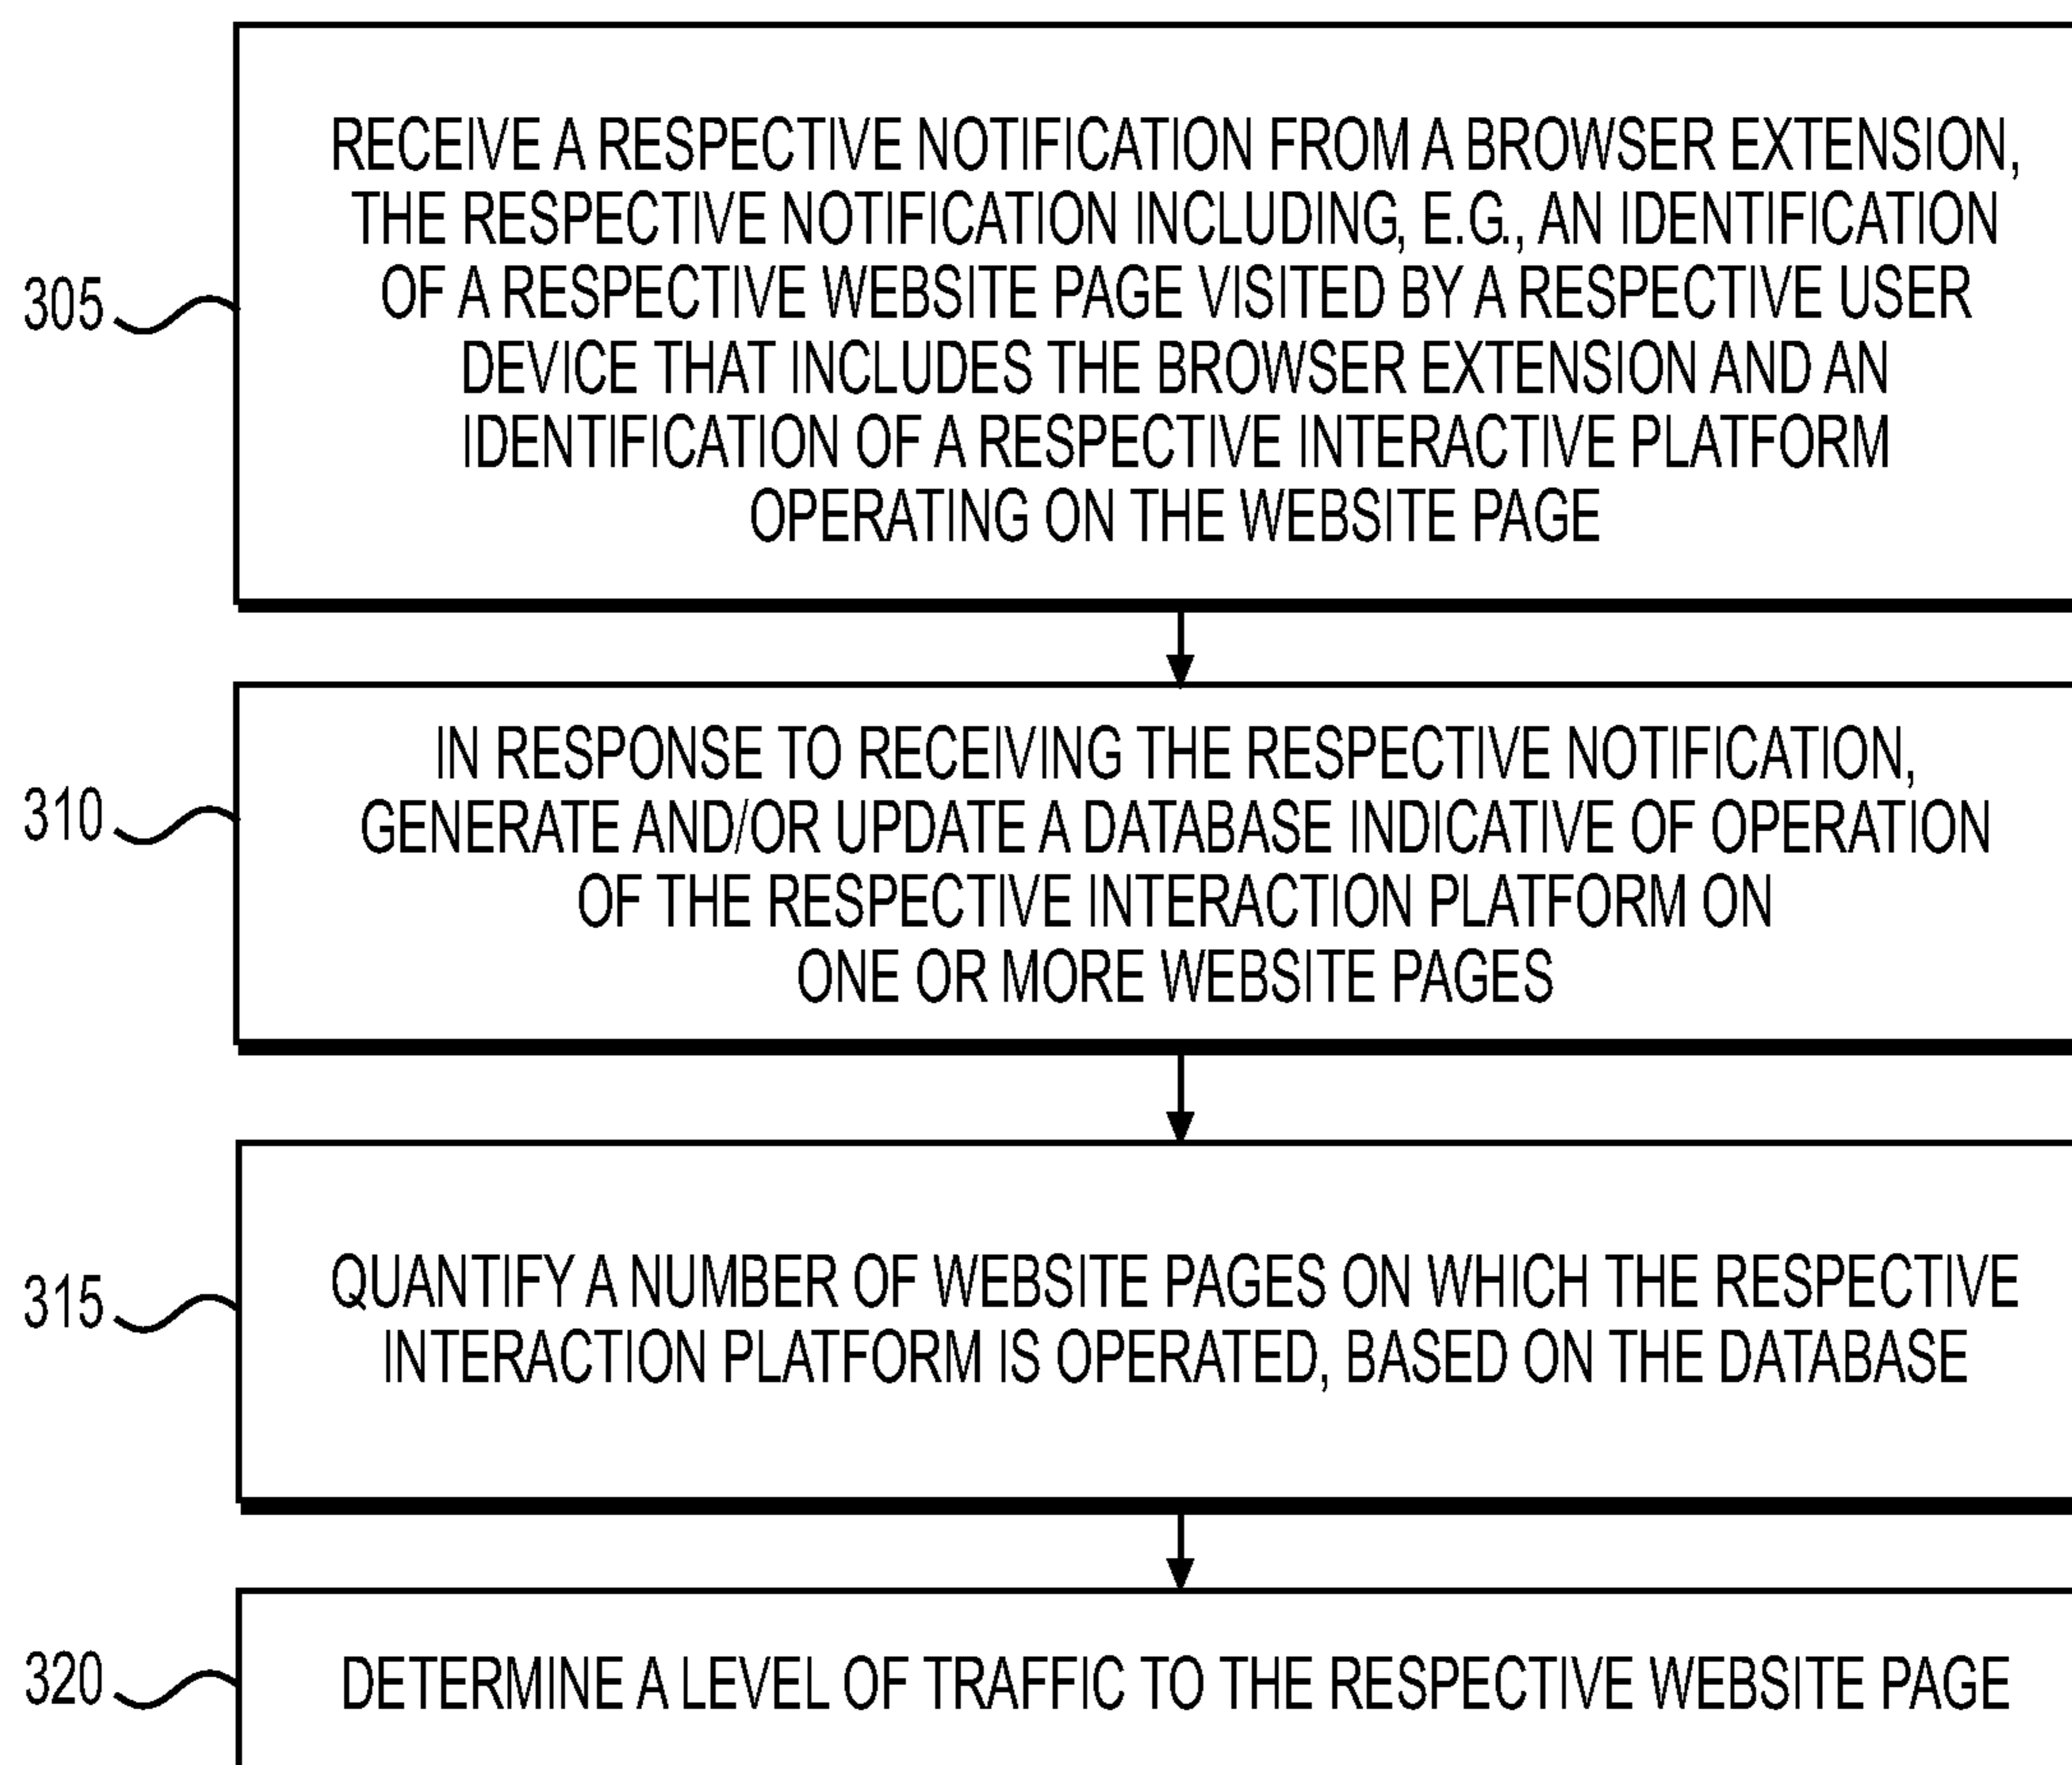 RECEIVE A RESPECTIVE NOTIFICATION FROM A BROWSER EXTENSION,
THE RESPECTIVE NOTIFICATION INCLUDING, E.G., AN IDENTIFICATION
OF A RESPECTIVE WEBSITE PAGE VISITED BY A RESPECTIVE USER
305
DEVICE THAT INCLUDES THE BROWSER EXTENSION AND AN
IDENTIFICATION OF A RESPECTIVE INTERACTIVE PLATFORM
OPERATING ON THE WEBSITE PAGE
IN RESPONSE TO RECEIVING THE RESPECTIVE NOTIFICATION,
310
GENERATE AND/OR UPDATE A DATABASE INDICATIVE OF OPERATION
OF THE RESPECTIVE INTERACTION PLATFORM ON
ONE OR MORE WEBSITE PAGES
315
QUANTIFY A NUMBER OF WEBSITE PAGES ON WHICH THE RESPECTIVE
INTERACTION PLATFORM IS OPERATED, BASED ON THE DATABASE
320
DETERMINE A LEVEL OF TRAFFIC TO THE RESPECTIVE WEBSITE PAGE